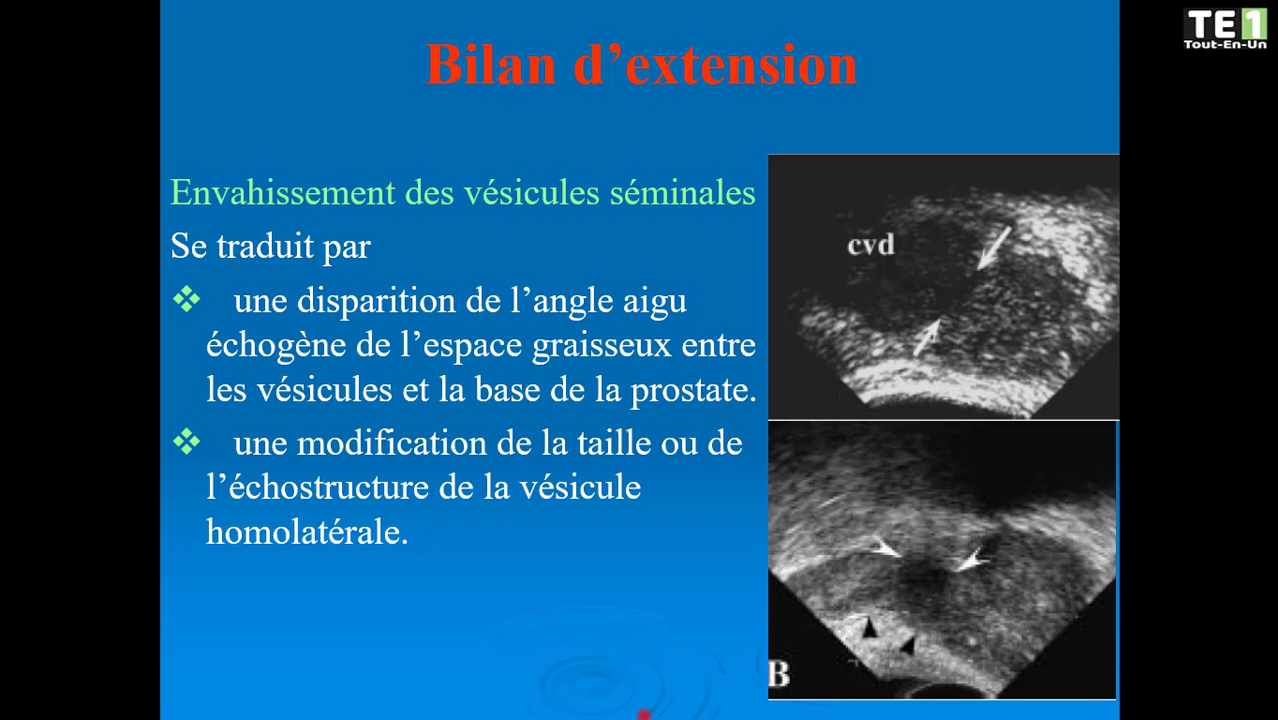 TE1
Tout-En-Un
Bilan d’extension
Envahissement des vésicules séminales
Se traduit par
une disparition de l’angle aigu
échogène de l’espace graisseux entre
les vésicules et la base de la prostate.
une modification de la taille ou de
l’échostructure de la vésicule
homolatérale.
cvd
B